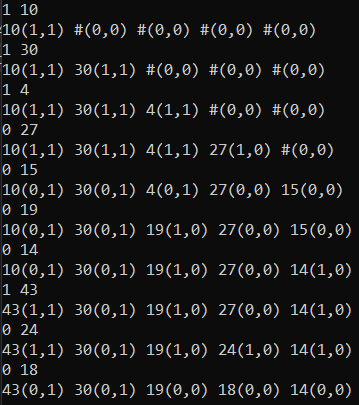 1 10
10(1,1) #(0,0) #(0,0) #(0,0) #(0,0)
1 30
10(1,1) 30(1,1) #(0,0) #(0,0) #(0,0)
1 4
10(1,1) 30(1,1) 4(1,1) #(0,0) #(0,0)
0 27
10(1,1) 30(1,1) 4(1,1) 27(1,0) #(0,0)
0 15
10(0,1) 30(0,1) 4(0,1) 27(0,0) 15(0,0)
0 19
10(0,1) 30(0,1) 19(1,0) 27(0,0) 15(0,0)
0 14
10(0,1) 30(0,1) 19(1,0) 27(0,0) 14(1,0)
1 43
43(1,1) 30(0,1) 19(1,0) 27(0,0) 14(1,0)
0 24
43(1,1) 30(0,1) 19(1,0) 24(1,0) 14(1,0)
0 18
43(0,1) 30(0,1) 19(0,0) 18(0,0) 14(0,0)